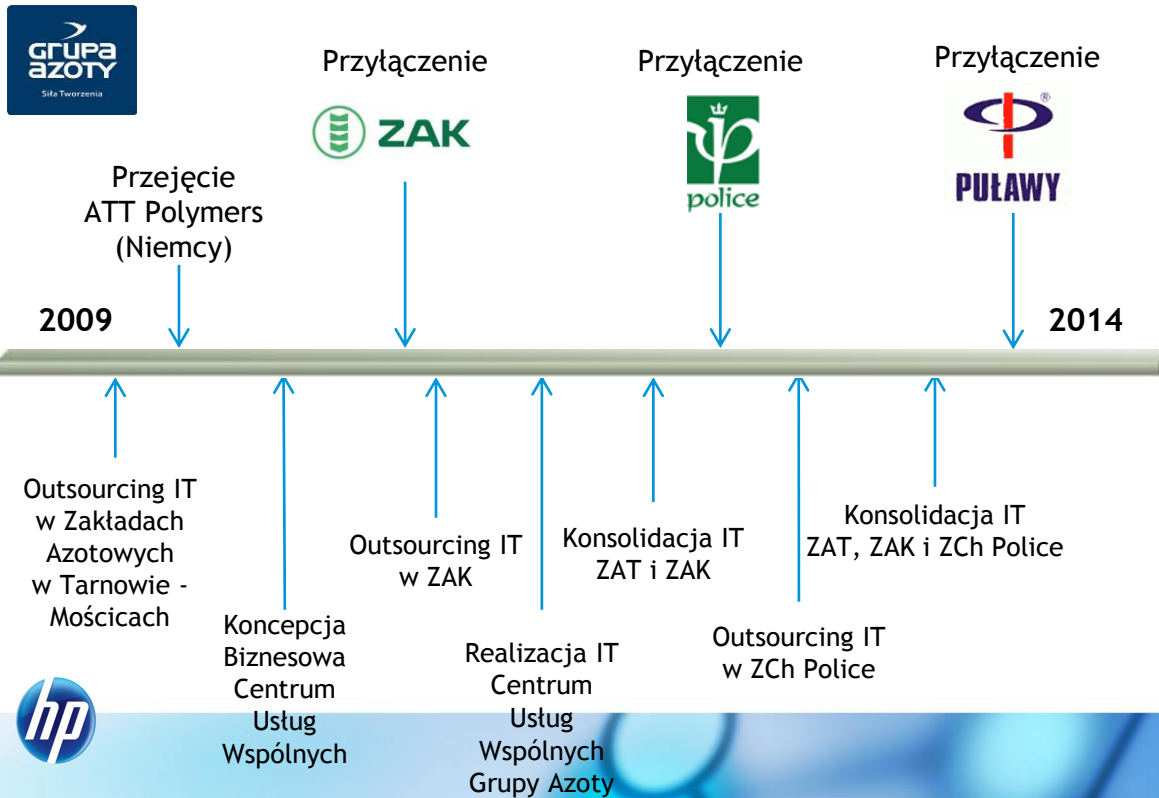 GRUPA
AZOTY
Siła Tworzenia
Przyłączenie
ZAK
Przyłączenie
police
Przyłączenie
®
PUŁAWY
Przejęcie
ATT Polymers
(Niemcy)
2009
2014
Outsourcing IT
w Zakładach
Azotowych
w Tarnowie -
Mościcach
Koncepcja
Biznesowa
Centrum
Usług
Wspólnych
Outsourcing IT
w ZAK
Realizacja IT
Centrum
Usług
Wspólnych
Grupy Azoty
Konsolidacja IT
ZAT i ZAK
Outsourcing IT
w ZCh Police
Konsolidacja IT
ZAT, ZAK i ZCh Police
hp